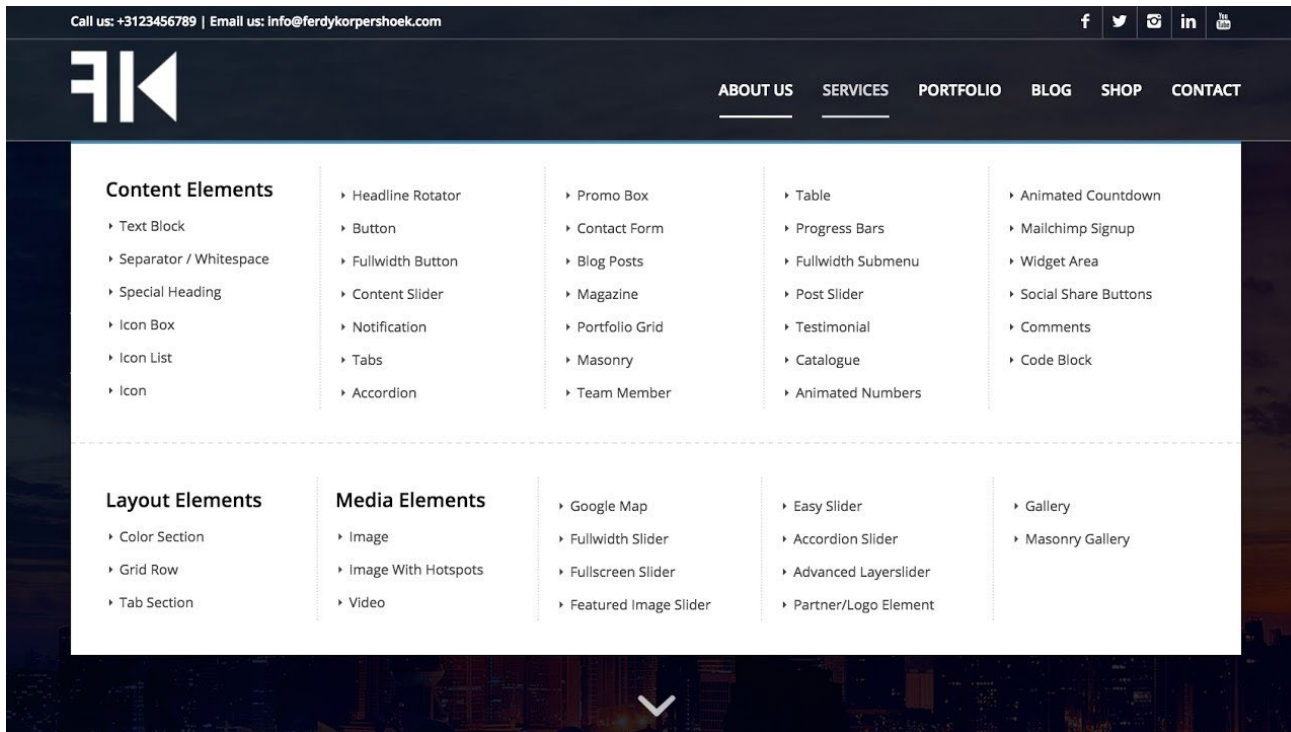 Call us: +3123456789 | Email us: info@ferdykorpershoek.com
You
Tube
FK
ABOUT US
SERVICES
PORTFOLIO
BLOG
SHOP
CONTACT
Content Elements
Text Block
Separator / Whitespace
Special Heading
Icon Box
Icon List
Icon
Headline Rotator
Button
Fullwidth Button
Content Slider
Notification
Tabs
Accordion
Promo Box
Contact Form
Blog Posts
Magazine
Portfolio Grid
Masonry
Team Member
Table
Progress Bars
Fullwidth Submenu
Post Slider
Testimonial
Catalogue
Animated Numbers
Animated Countdown
Mailchimp Signup
Widget Area
Social Share Buttons
Comments
Code Block
Layout Elements
Color Section
Grid Row
Tab Section
Media Elements
Image
Image With Hotspots
Video
Google Map
Fullwidth Slider
Fullscreen Slider
Featured Image Slider
Easy Slider
Accordion Slider
Advanced Layerslider
Partner/Logo Element
Gallery
Masonry Gallery